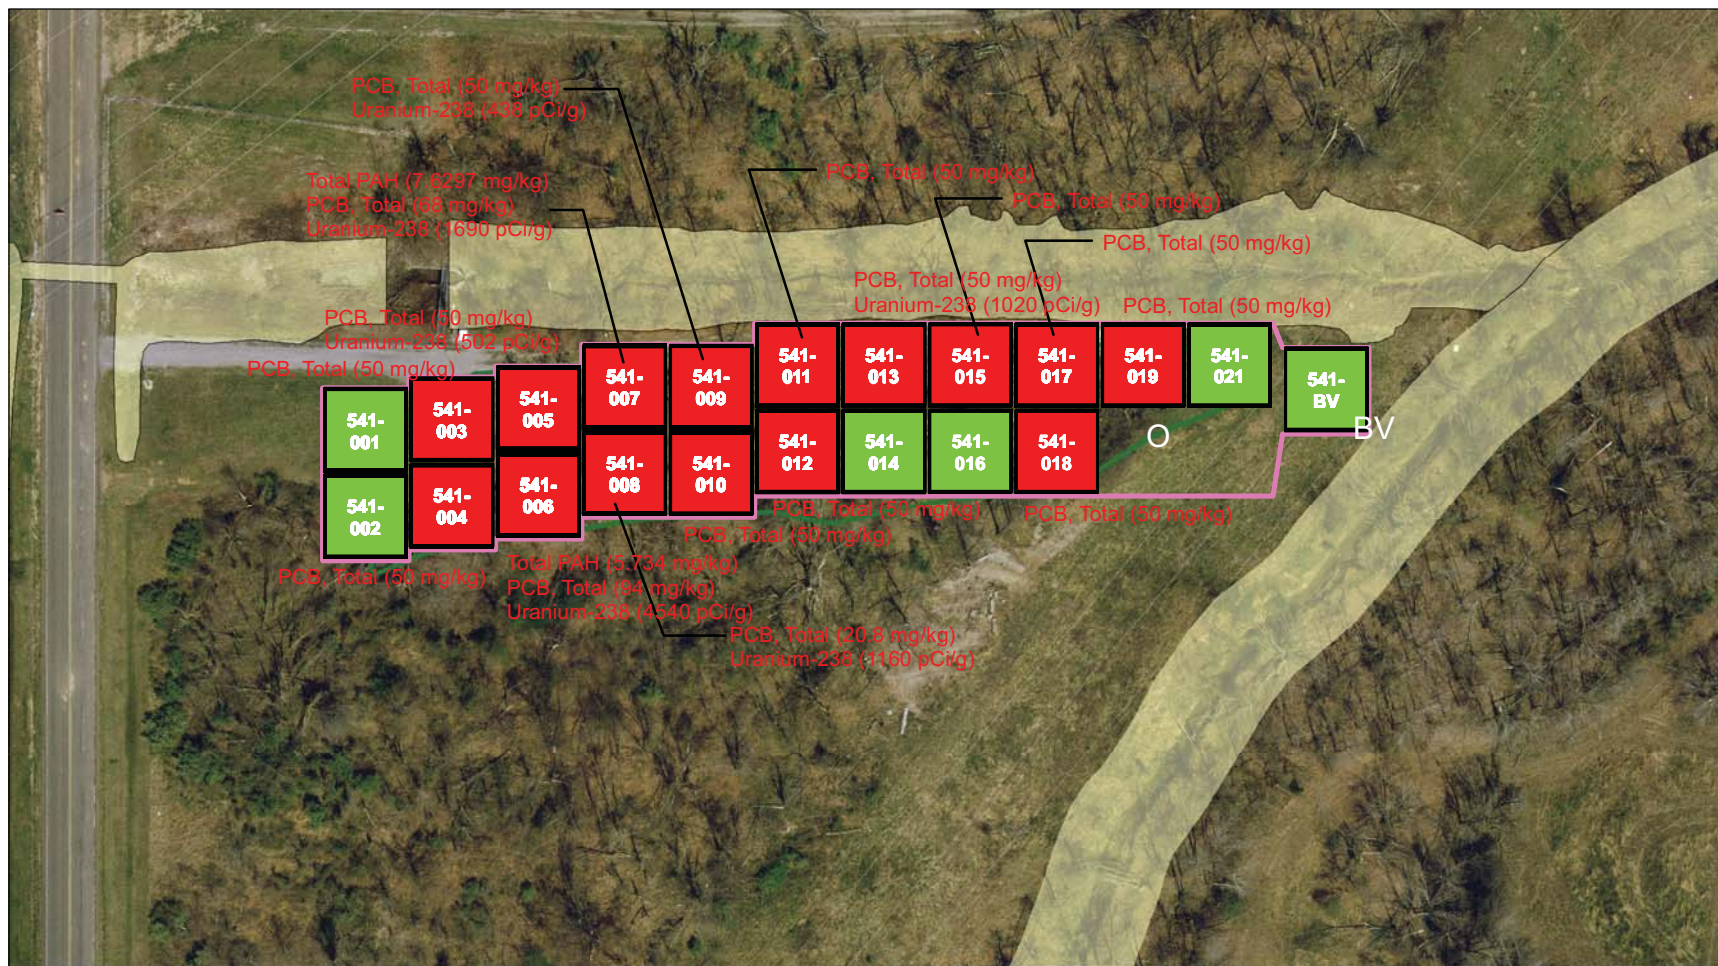 PCB, Total (50 mg/kg)
Uranium-238 (438 pCi/g)
Total PAH (7.6297 mg/kg)
PCB, Total (68 mg/kg)
Uranium-238 (1690 pCi/g)
PCB, Total (50 mg/kg)
PCB, Total (50 mg/kg)
PCB, Total (50 mg/kg)
PCB, Total (50 mg/kg)
Uranium-238 (1020 pCi/g)
PCB, Total (50 mg/kg)
PCB, Total (50 mg/kg)
Uranium-238 (502 pCi/g)
PCB, Total (50 mg/kg)
541-
001
541-
003
541-
005
541-
007
541-
009
541-
011
541-
013
541-
015
541-
017
541-
019
541-
021
541-
BV
BV
O
541-
002
541-
004
541-
006
541-
008
541-
010
541-
012
541-
014
541-
016
541-
018
PCB, Total (50 mg/kg)
PCB, Total (50 mg/kg)
PCB, Total (50 mg/kg)
PCB, Total (50 mg/kg)
Total PAH (5.734 mg/kg)
PCB, Total (94 mg/kg)
Uranium-238 (4540 pCi/g)
PCB, Total (20.8 mg/kg)
Uranium-238 (1160 pCi/g)